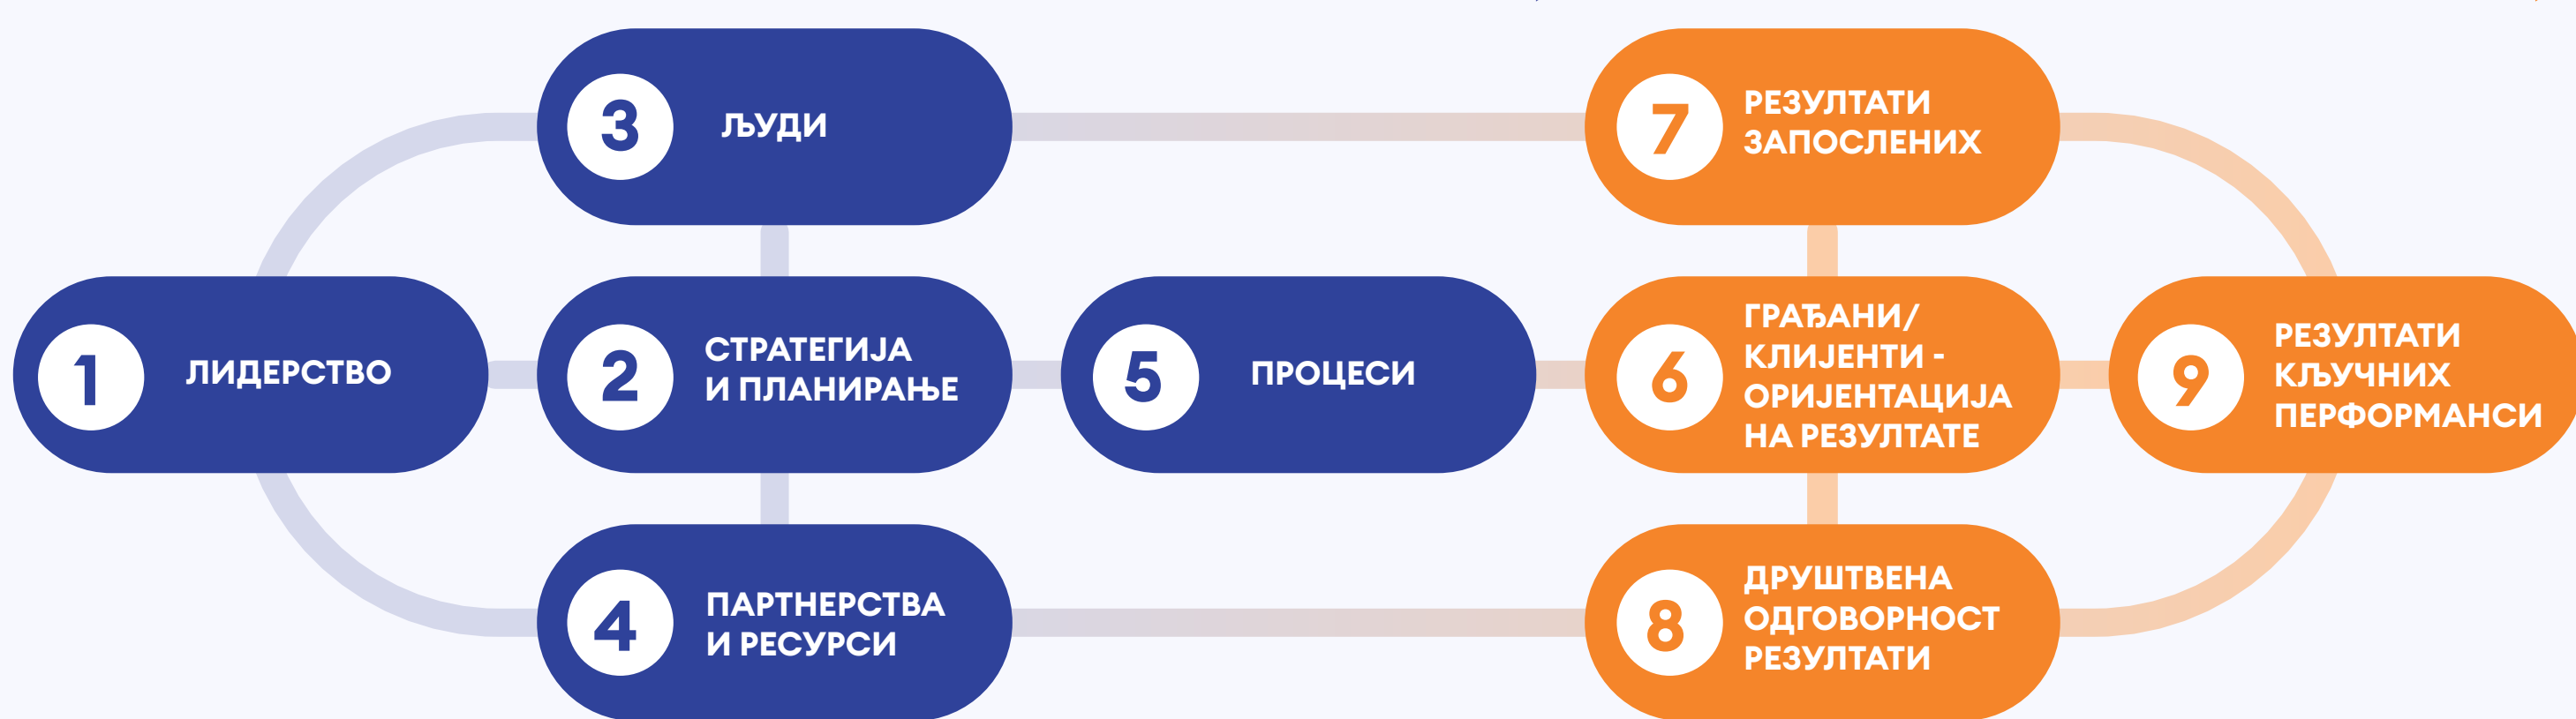 1
ЛИДЕРСТВО
2
СТРАТЕГИЈА
И ПЛАНИРАЊЕ
3
ЉУДИ
4
ПАРТНЕРСТВА
И РЕСУРСИ
5
ПРОЦЕСИ
6
ГРАЂАНИ/
КЛИЈЕНТИ -
ОРИЈЕНТАЦИЈА
НА РЕЗУЛТАТЕ
7
РЕЗУЛТАТИ
ЗАПОСЛЕНИХ
8
ДРУШТВЕНА
ОДГОВОРНОСТ
РЕЗУЛТАТИ
9
РЕЗУЛТАТИ
КЉУЧНИХ
ПЕРФОРМАНСИ